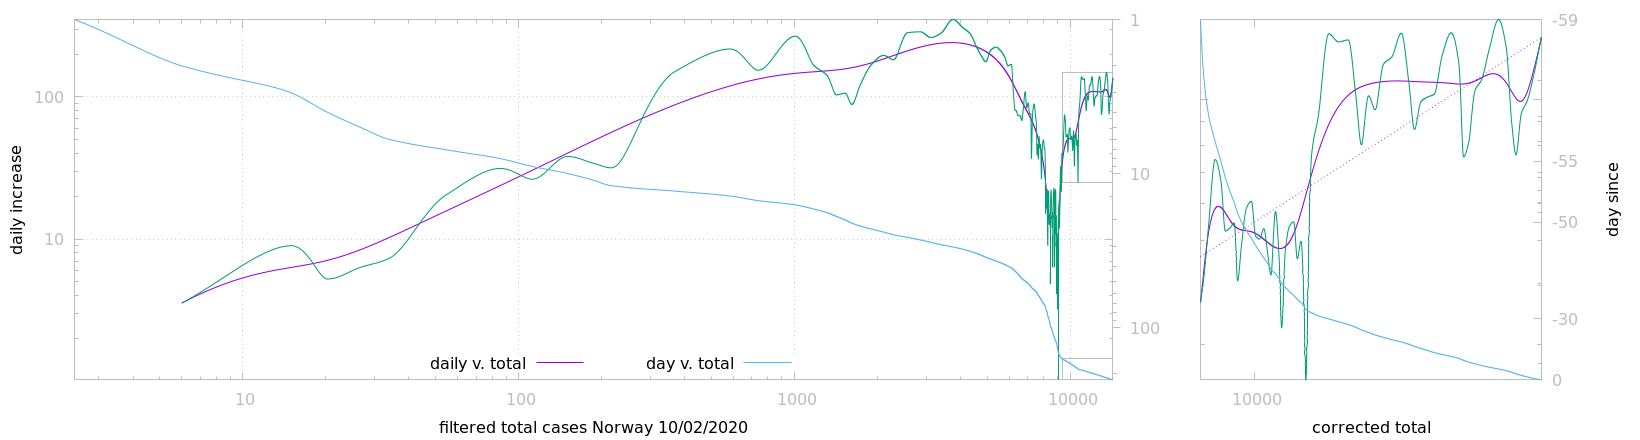 1
-59
100
10
-55
-50
10
daily increase
day since
100
-30
daily v. total
day v. total
0
10
100
1000
10000
10000
filtered total cases Norway 10/02/2020
corrected total